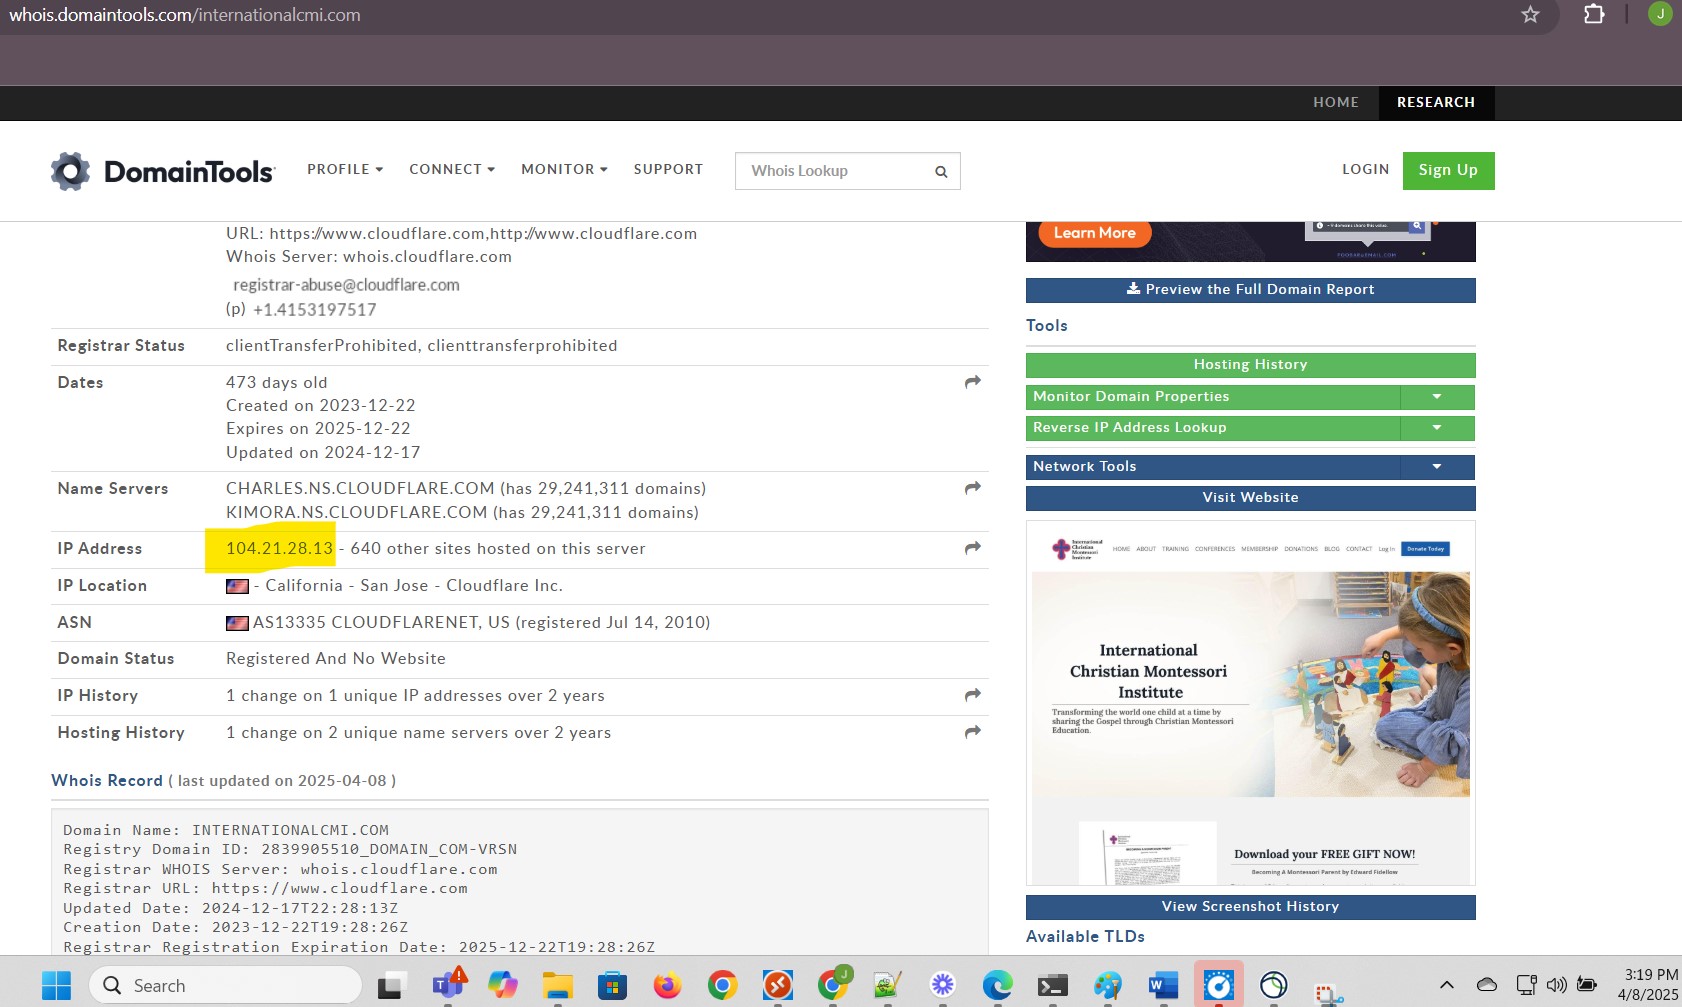 whois.domaintools.com/internationalcmi.com
J
HOME
RESEARCH
DomainTools
PROFILE
CONNECT
MONITOR
SUPPORT
Whois Lookup
LOGIN
Sign Up
URL: https://www.cloudflare.com,http://www.cloudflare.com
Whois Server: whois.cloudflare.com
registrar-abuse@cloudflare.com
(p) +1.4153197517
Registrar Status clientTransferProhibited, clienttransferprohibited
Dates 473 days old
Created on 2023-12-22
Expires on 2025-12-22
Updated on 2024-12-17
Name Servers CHARLES.NS.CLOUDFLARE.COM (has 29,241,311 domains)
KIMORA.NS.CLOUDFLARE.COM (has 29,241,311 domains)
IP Address 104.21.28.13 - 640 other sites hosted on this server
IP Location - California - San Jose - Cloudflare Inc.
ASN AS13335 CLOUDFLARENET, US (registered Jul 14, 2010)
Domain Status Registered And No Website
IP History 1 change on 1 unique IP addresses over 2 years
Hosting History 1 change on 2 unique name servers over 2 years
Whois Record ( last updated on 2025-04-08 )
Domain Name: INTERNATIONALCMI.COM
Registry Domain ID: 2839905510_DOMAIN_COM-VRSN
Registrar WHOIS Server: whois.cloudflare.com
Registrar URL: https://www.cloudflare.com
Updated Date: 2024-12-17T22:28:13Z
Creation Date: 2023-12-22T19:28:26Z
Registrar Registration Expiration Date: 2025-12-22T19:28:26Z
Learn More
Preview the Full Domain Report
Tools
Hosting History
Monitor Domain Properties
Reverse IP Address Lookup
Network Tools
Visit Website
International
Christian
Montessori
Institute
HOME ABOUT TRAINING CONFERENCES MEMBERSHIP DONATIONS BLOG CONTACT Log In Donate Today
International
Christian Montessori
Institute
Transforming the world one child at a time by
sharing the Gospel through Christian Montessori
Education.
Download your FREE GIFT NOW!
Becoming A Montessori Parent by Edward Fidellow
View Screenshot History
Available TLDs
Search
J
3:19 PM
4/8/2025